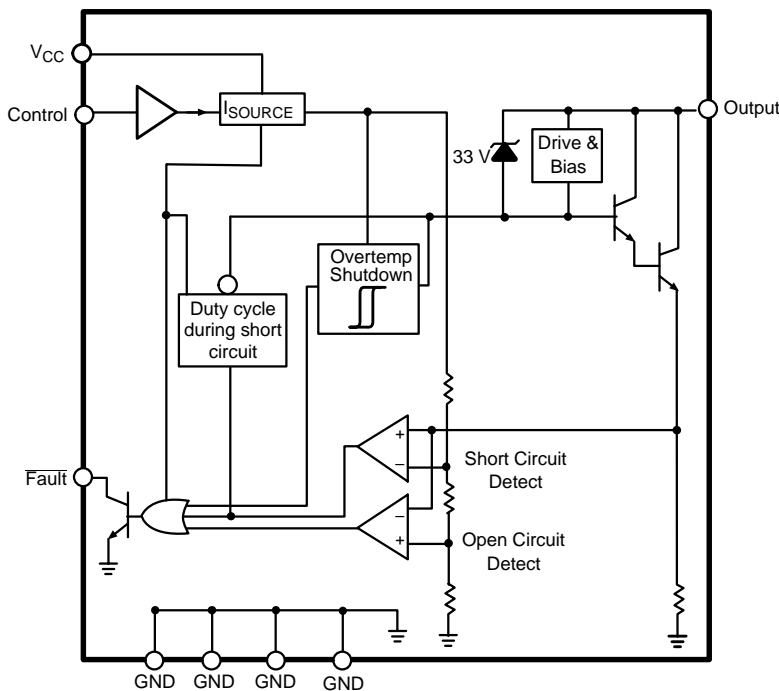 VCC
Control
ISOURCE
Output
33 V
Drive &
Bias
Overtemp
Shutdown
Duty cycle
during short
circuit
+
−
Short Circuit
Detect
Fault
−
+
Open Circuit
Detect
GND
GND
GND
GND